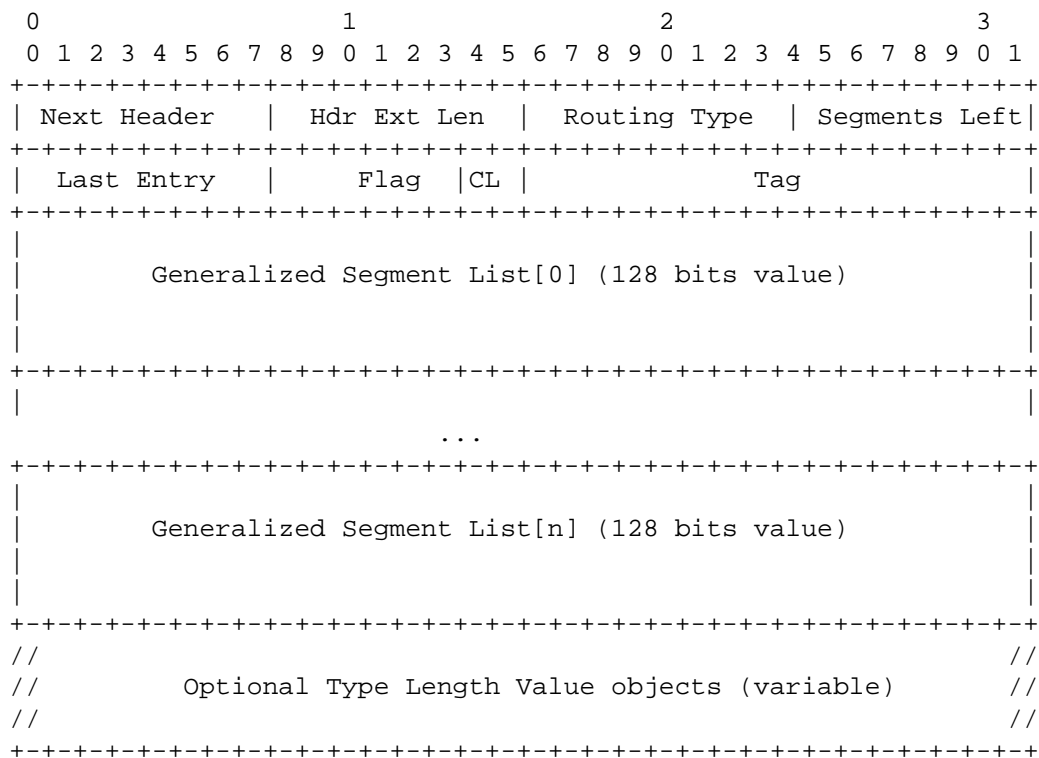 0                   1                   2                   3
 0 1 2 3 4 5 6 7 8 9 0 1 2 3 4 5 6 7 8 9 0 1 2 3 4 5 6 7 8 9 0 1
+-+-+-+-+-+-+-+-+-+-+-+-+-+-+-+-+-+-+-+-+-+-+-+-+-+-+-+-+-+-+-+-+
| Next Header   |  Hdr Ext Len  |  Routing Type  | Segments Left|
+-+-+-+-+-+-+-+-+-+-+-+-+-+-+-+-+-+-+-+-+-+-+-+-+-+-+-+-+-+-+-+-+
|  Last Entry   |     Flag  |CL |              Tag              |
+-+-+-+-+-+-+-+-+-+-+-+-+-+-+-+-+-+-+-+-+-+-+-+-+-+-+-+-+-+-+-+-+
|                                                               |
|        Generalized Segment List[0] (128 bits value)           |
|                                                               |
|                                                               |
+-+-+-+-+-+-+-+-+-+-+-+-+-+-+-+-+-+-+-+-+-+-+-+-+-+-+-+-+-+-+-+-+
|                                                               |
                           ...
+-+-+-+-+-+-+-+-+-+-+-+-+-+-+-+-+-+-+-+-+-+-+-+-+-+-+-+-+-+-+-+-+
|                                                               |
|        Generalized Segment List[n] (128 bits value)           |
|                                                               |
|                                                               |
+-+-+-+-+-+-+-+-+-+-+-+-+-+-+-+-+-+-+-+-+-+-+-+-+-+-+-+-+-+-+-+-+
//                                                             //
//         Optional Type Length Value objects (variable)       //
//                                                             //
+-+-+-+-+-+-+-+-+-+-+-+-+-+-+-+-+-+-+-+-+-+-+-+-+-+-+-+-+-+-+-+-+